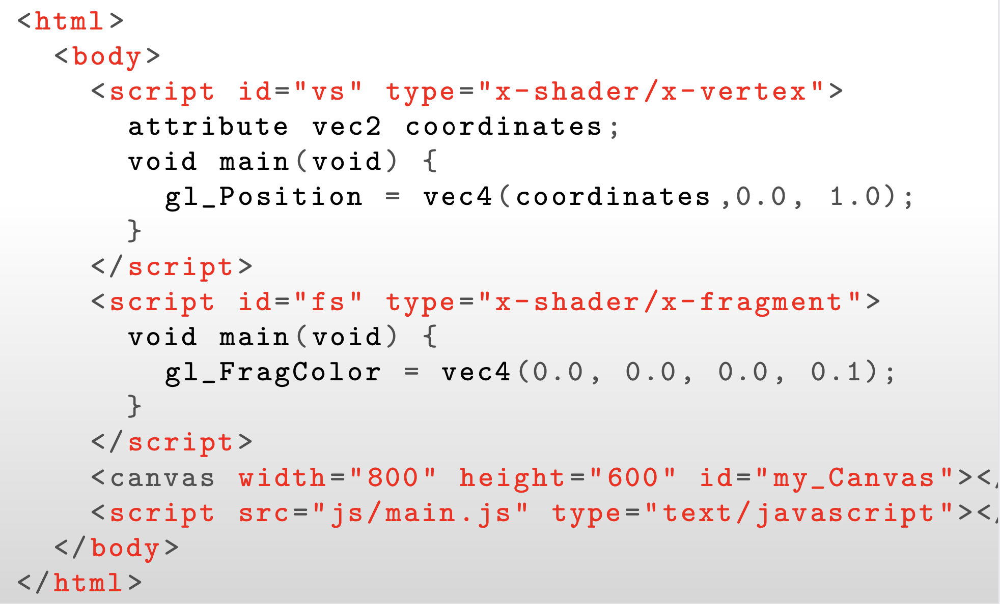 <html>
<body>
<script id="vs" type="x-shader/x-vertex">
attribute vec2 coordinates;
void main(void) {
gl_Position = vec4(coordinates,0.0, 1.0);
}
</script>
<script id="fs" type="x-shader/x-fragment">
void main(void) {
gl_FragColor = vec4(0.0, 0.0, 0.0, 0.1);
}
</script>
<canvas width="800" height="600" id="my_Canvas"></
<script src="js/main.js" type="text/javascript"></
</body>
</html>